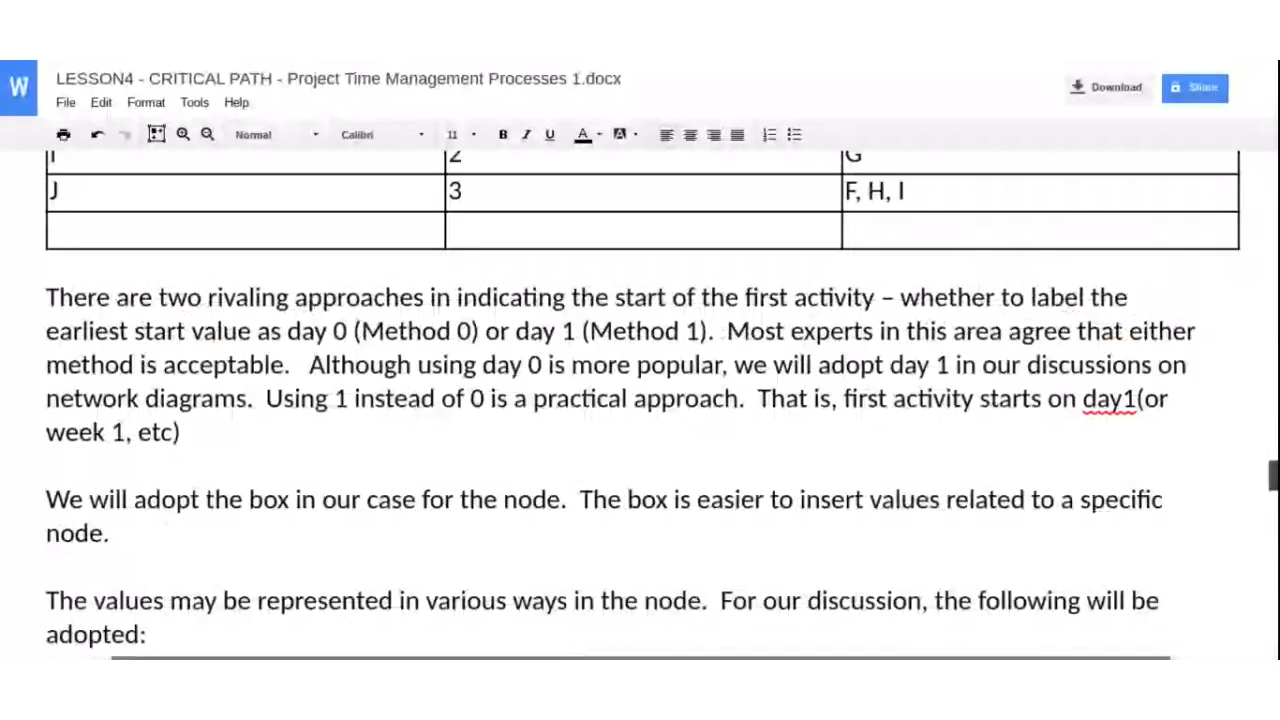 W
LESSON4 - CRITICAL PATH - Project Time Management Processes 1.docx
File Edit Format Tools Help
Download
Share
Normal Calibri 11 B I U A A
I 2 G
J 3 F, H, I
There are two rivaling approaches in indicating the start of the first activity – whether to label the
earliest start value as day 0 (Method 0) or day 1 (Method 1). Most experts in this area agree that either
method is acceptable. Although using day 0 is more popular, we will adopt day 1 in our discussions on
network diagrams. Using 1 instead of 0 is a practical approach. That is, first activity starts on day1(or
week 1, etc)
We will adopt the box in our case for the node. The box is easier to insert values related to a specific
node.
The values may be represented in various ways in the node. For our discussion, the following will be
adopted: